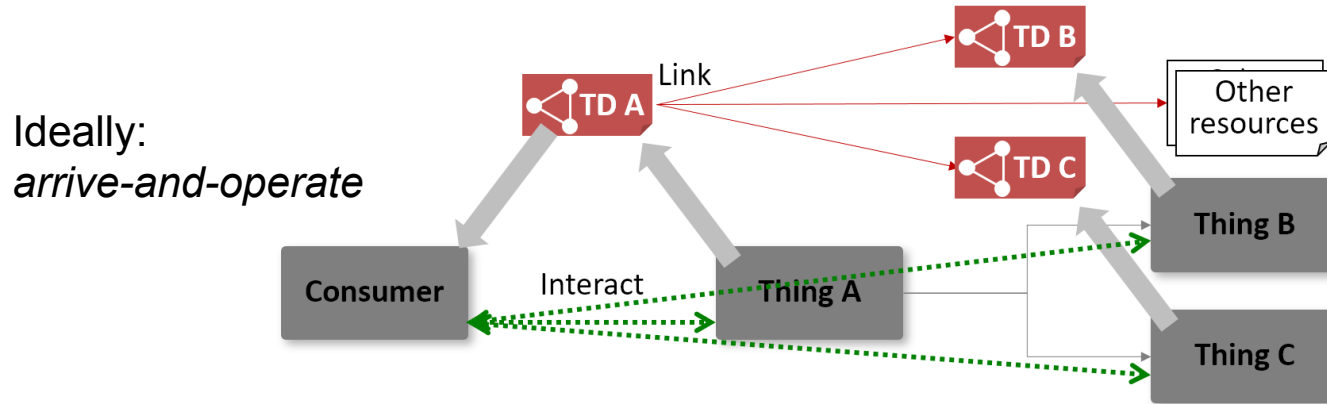 TD B
Link
TD A
Other
resources
Ideally:
arrive-and-operate
TD C
Thing B
Interact
Consumer
Thing A
Thing C